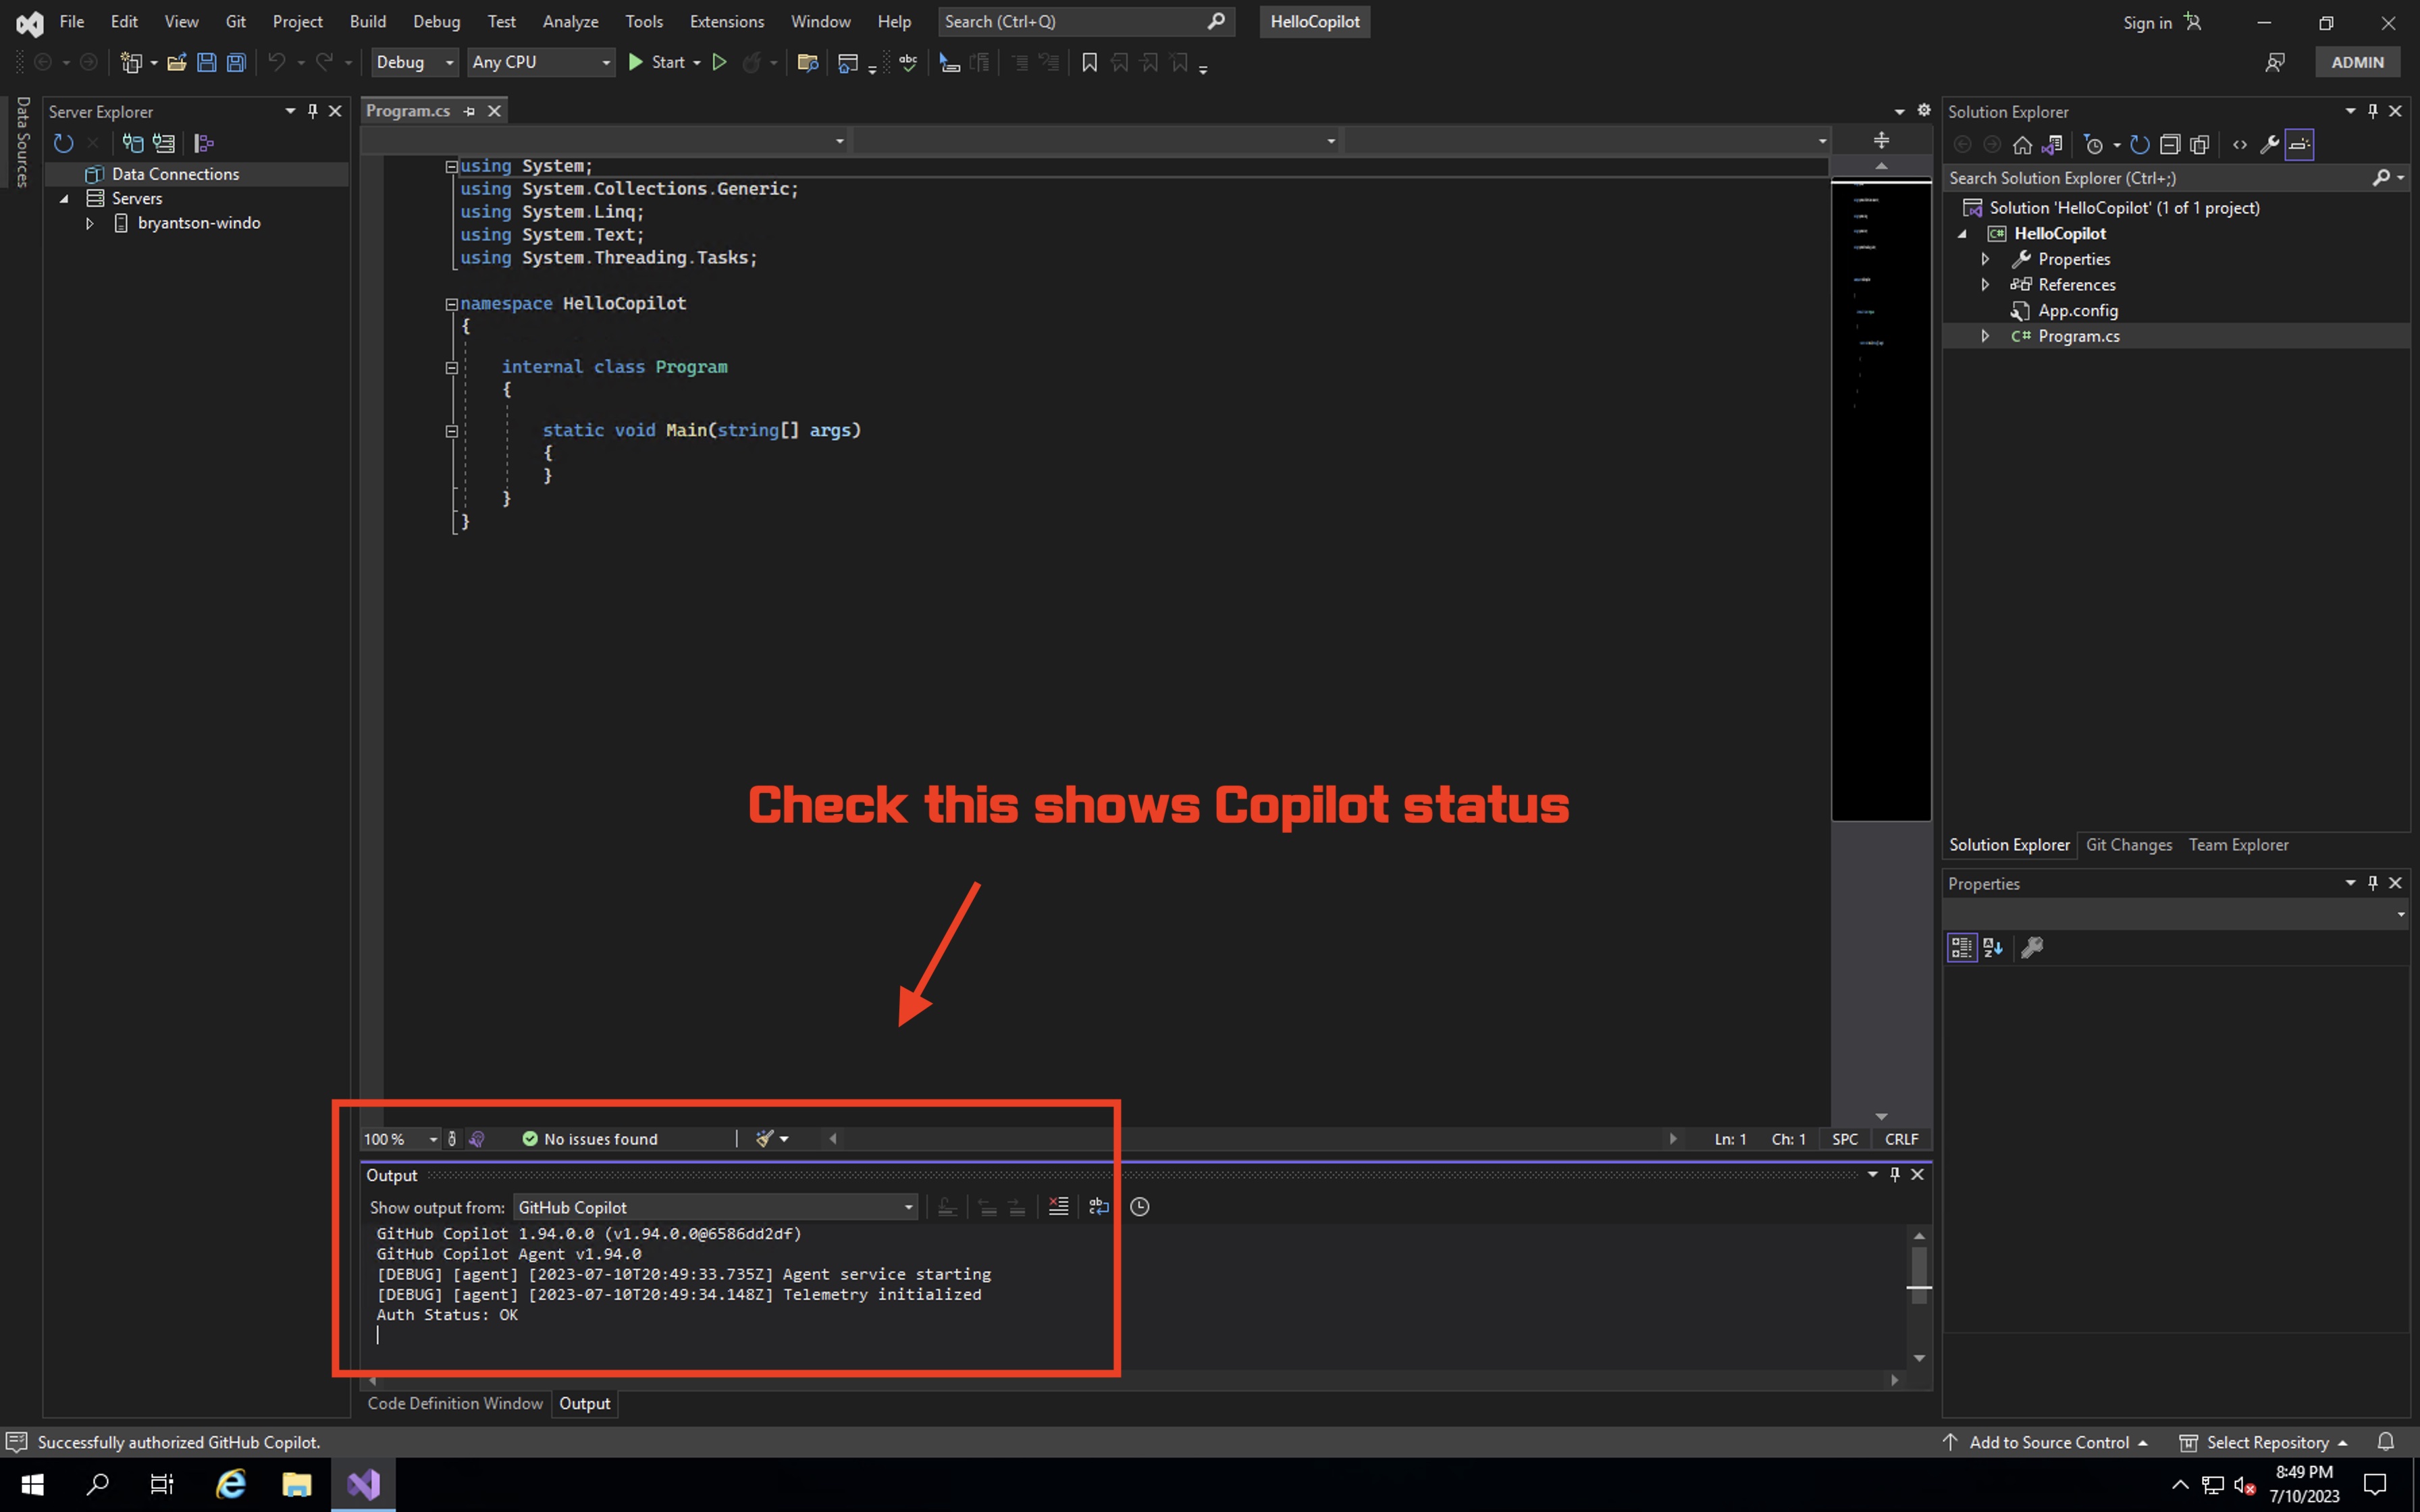 File Edit View Git Project Build Debug Test Analyze Tools Extensions Window Help Search (Ctrl+Q) HelloCopilot Sign in
Debug Any CPU Start ADMIN
Data Sources
Server Explorer
Data Connections
Servers
bryantson-windo
Program.cs
using System;
using System.Collections.Generic;
using System.Linq;
using System.Text;
using System.Threading.Tasks;
namespace HelloCopilot
{
internal class Program
{
static void Main(string[] args)
{
}
}
}
Check this shows Copilot status
100 % No issues found Ln: 1 Ch: 1 SPC CRLF
Output
Show output from: GitHub Copilot
GitHub Copilot 1.94.0.0 (v1.94.0.0@6586dd2df)
GitHub Copilot Agent v1.94.0
[DEBUG] [agent] [2023-07-10T20:49:33.735Z] Agent service starting
[DEBUG] [agent] [2023-07-10T20:49:34.148Z] Telemetry initialized
Auth Status: OK
Code Definition Window Output
Solution Explorer
Search Solution Explorer (Ctrl+;)
Solution 'HelloCopilot' (1 of 1 project)
C# HelloCopilot
Properties
References
App.config
C# Program.cs
Solution Explorer Git Changes Team Explorer
Properties
Successfully authorized GitHub Copilot. Add to Source Control Select Repository
8:49 PM
7/10/2023